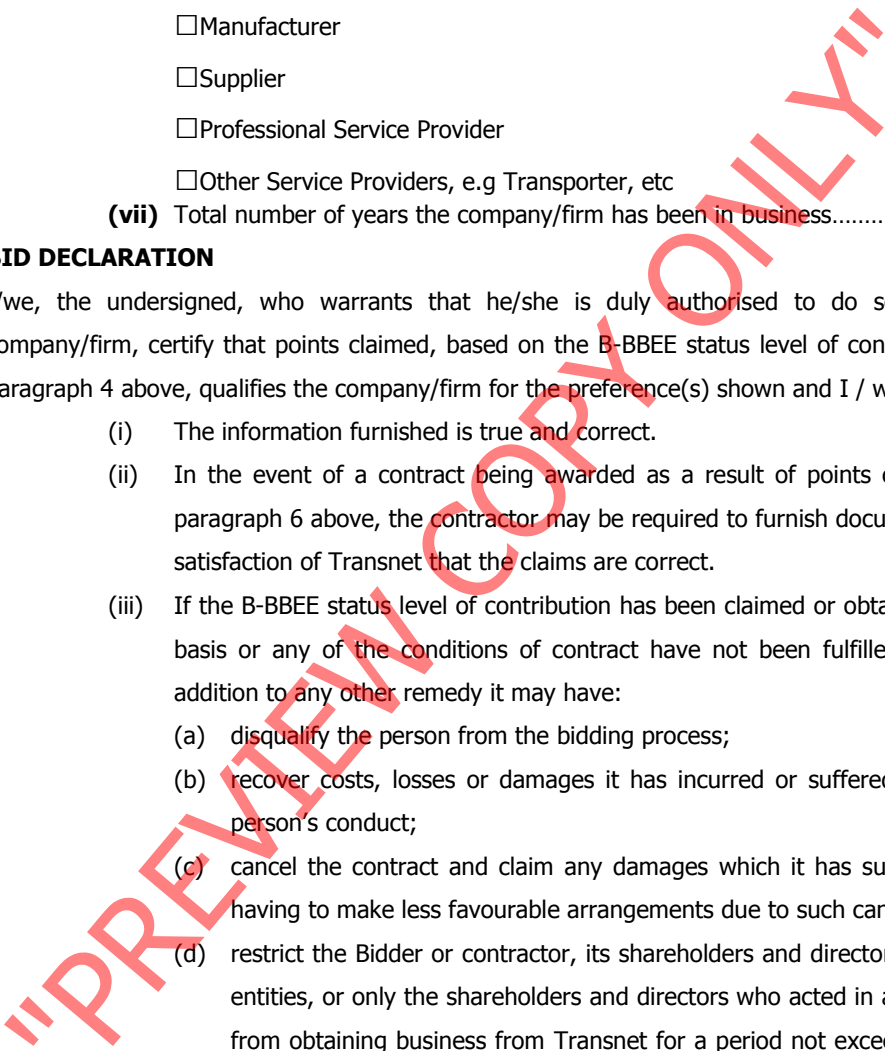 ☐Manufacturer
☐Supplier
☐Professional Service Provider
☐Other Service Providers, e.g Transporter, etc
(vii) Total number of years the company/firm has been in business………
BID DECLARATION
/we, the undersigned, who warrants that he/she is duly authorised to do
company/firm, certify that points claimed, based on the B-BBEE status level of
paragraph 4 above, qualifies the company/firm for the preference(s) shown and I /
(i) The information furnished is true and correct.
(ii) In the event of a contract being awarded as a result of points
paragraph 6 above, the contractor may be required to furnish
satisfaction of Transnet that the claims are correct.
(iii) If the B-BBEE status level of contribution has been claimed or
basis or any of the conditions of contract have not been
addition to any other remedy it may have:
(a) disqualify the person from the bidding process;
(b) recover costs, losses or damages it has incurred or suffered
person's conduct;
(c) cancel the contract and claim any damages which it has
having to make less favourable arrangements due to such
(d) restrict the Bidder or contractor, its shareholders and
entities, or only the shareholders and directors who acted in
from obtaining business from Transnet for a period not
"PREVIEW COPY ONLY"